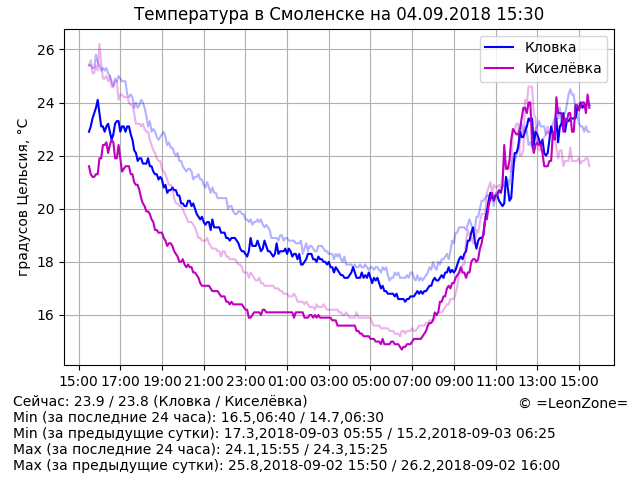 Температура в Смоленске на 04.09.2018 15:30
Кловка
Киселёвка
градусов Цельсия, °C
26
24
22
20
18
16
15:00 17:00 19:00 21:00 23:00 01:00 03:00 05:00 07:00 09:00 11:00 13:00 15:00
Сейчас: 23.9 / 23.8 (Кловка / Киселёвка)
© =LeonZone=
Min (за последние 24 часа): 16.5,06:40 / 14.7,06:30
Min (за предыдущие сутки): 17.3,2018-09-03 05:55 / 15.2,2018-09-03 06:25
Max (за последние 24 часа): 24.1,15:55 / 24.3,15:25
Max (за предыдущие сутки): 25.8,2018-09-02 15:50 / 26.2,2018-09-02 16:00